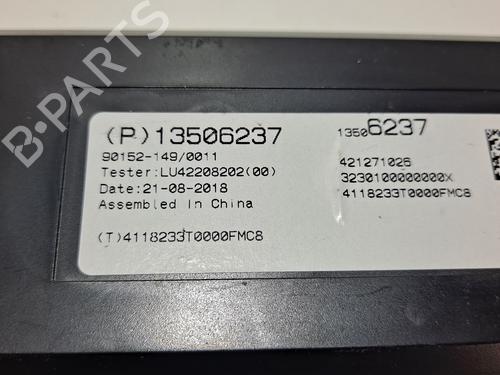 (P)13506237
13506237
90152-149/0011
421271026
Tester:LU42208202(00)
3230100000000X
Date:21-08-2018
4118233T0000FMC8
Assembled In China
(T)4118233T0000FMC8
B-PARTS